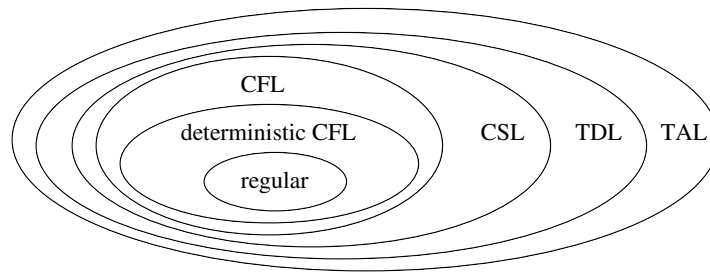 CFL
deterministic CFL
CSL
TDL
TAL
regular